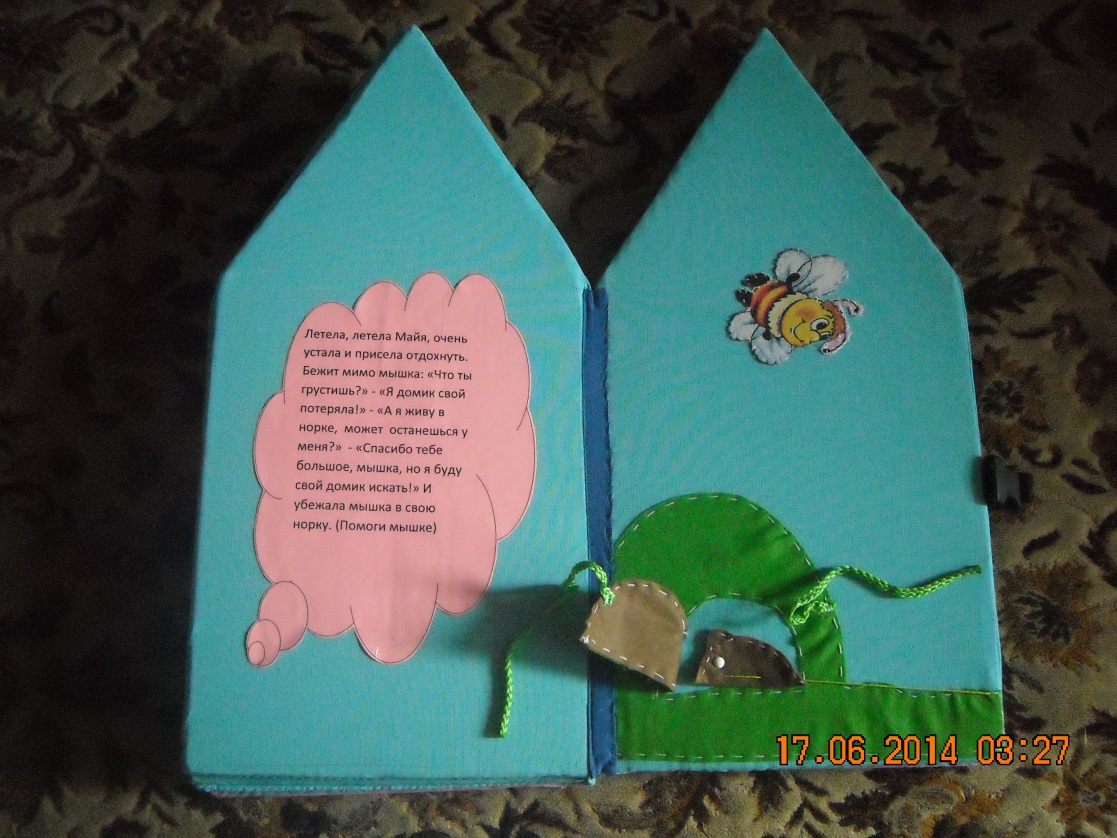 Летела, летела Майя, очень
устала и присела отдохнуть.
Бежит мимо мышка: «Что ты
грустишь?» - «Я домик свой
потеряла!» - «А я живу в
норке, может останешься у
меня?» - «Спасибо тебе
большое, мышка, но я буду
свой домик искать!» И
убежала мышка в свою
норку. (Помоги мышке)
17.06.2014 03:27